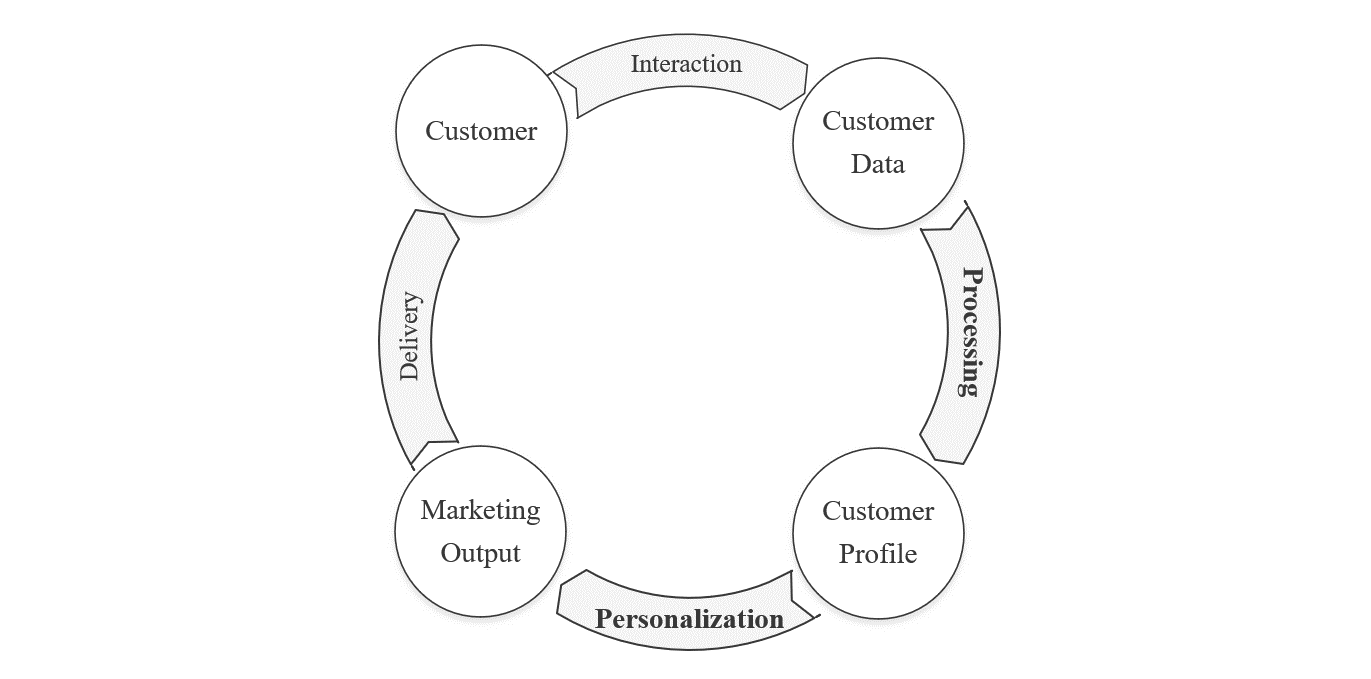 Interaction
Customer
Customer
Data
Processing
Delivery
Marketing
Output
Customer
Profile
Personalization